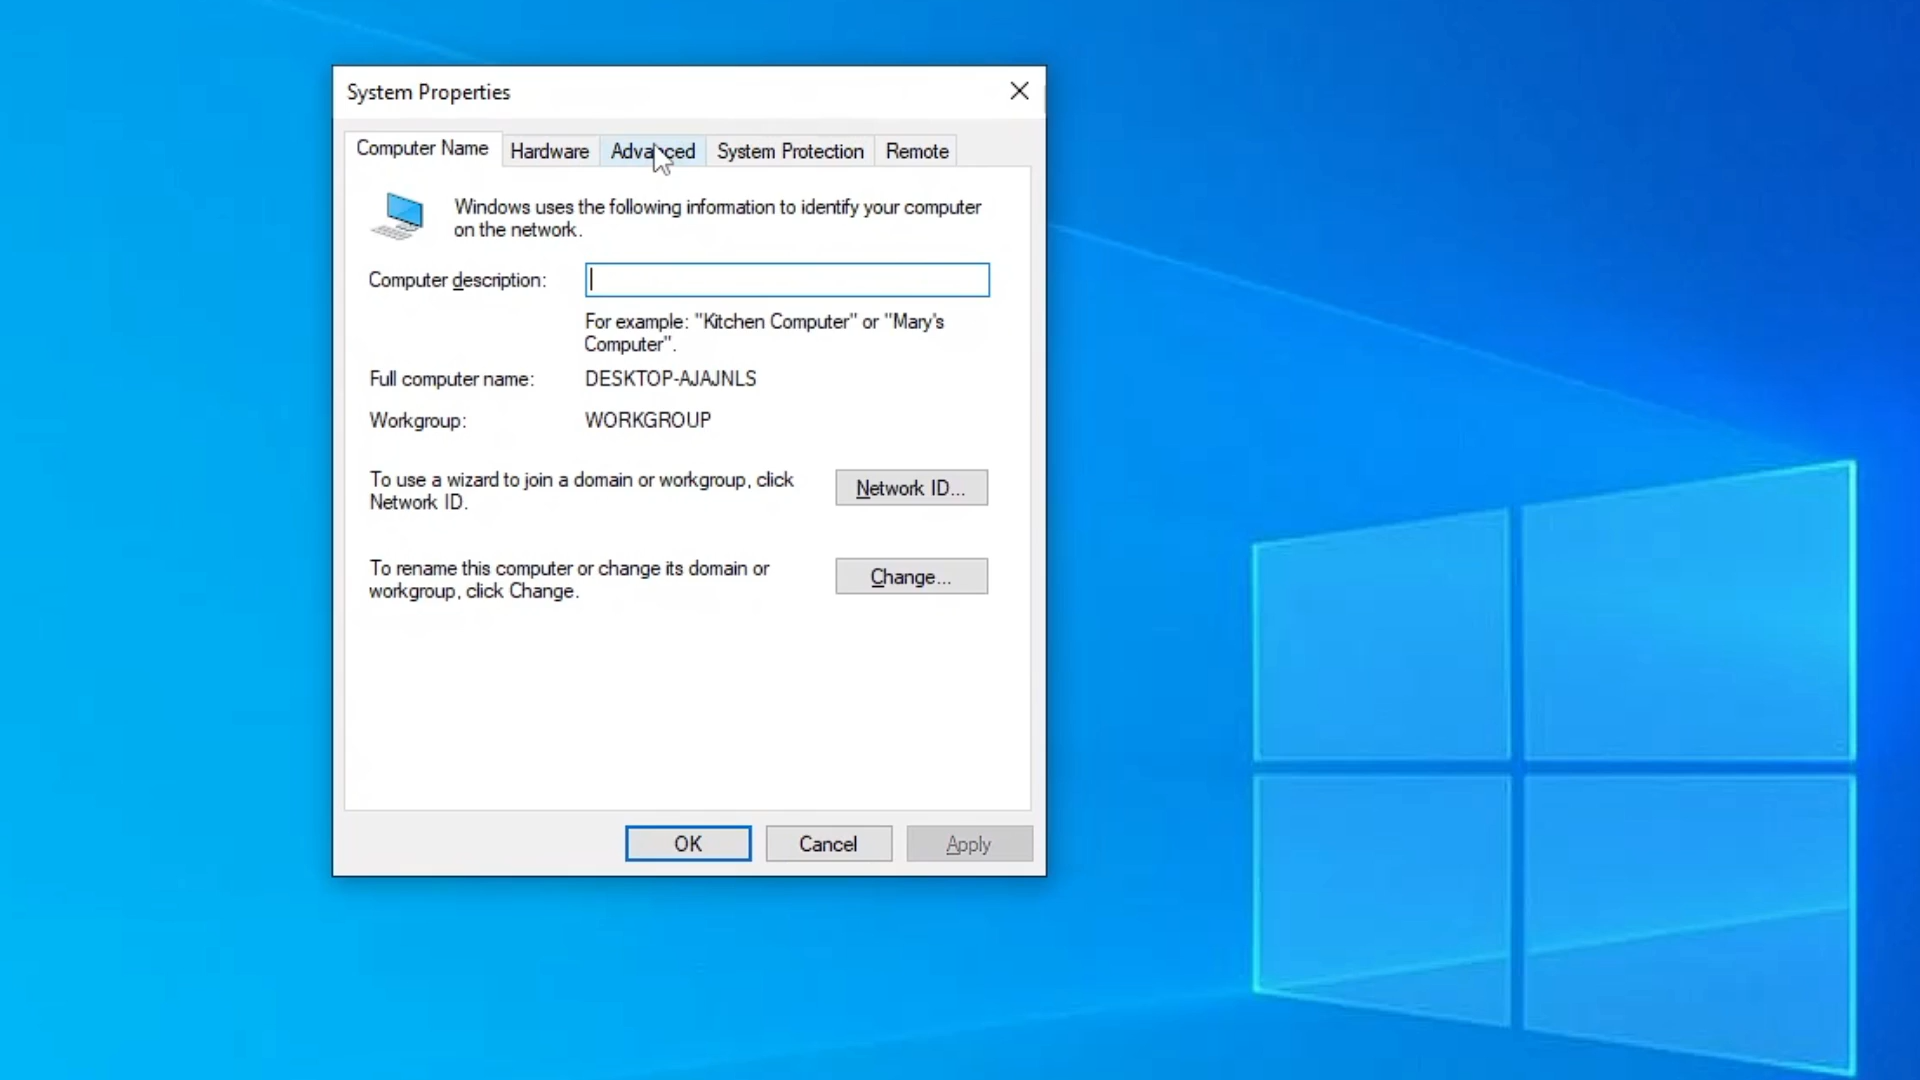 System Properties
Computer Name Hardware Advanced System Protection Remote
Windows uses the following information to identify your computer
on the network.
Computer description:
For example: "Kitchen Computer" or "Mary's
Computer".
Full computer name: DESKTOP-AJAJNLS
Workgroup: WORKGROUP
To use a wizard to join a domain or workgroup, click
Network ID.
Network ID...
To rename this computer or change its domain or
workgroup, click Change.
Change...
OK Cancel Apply